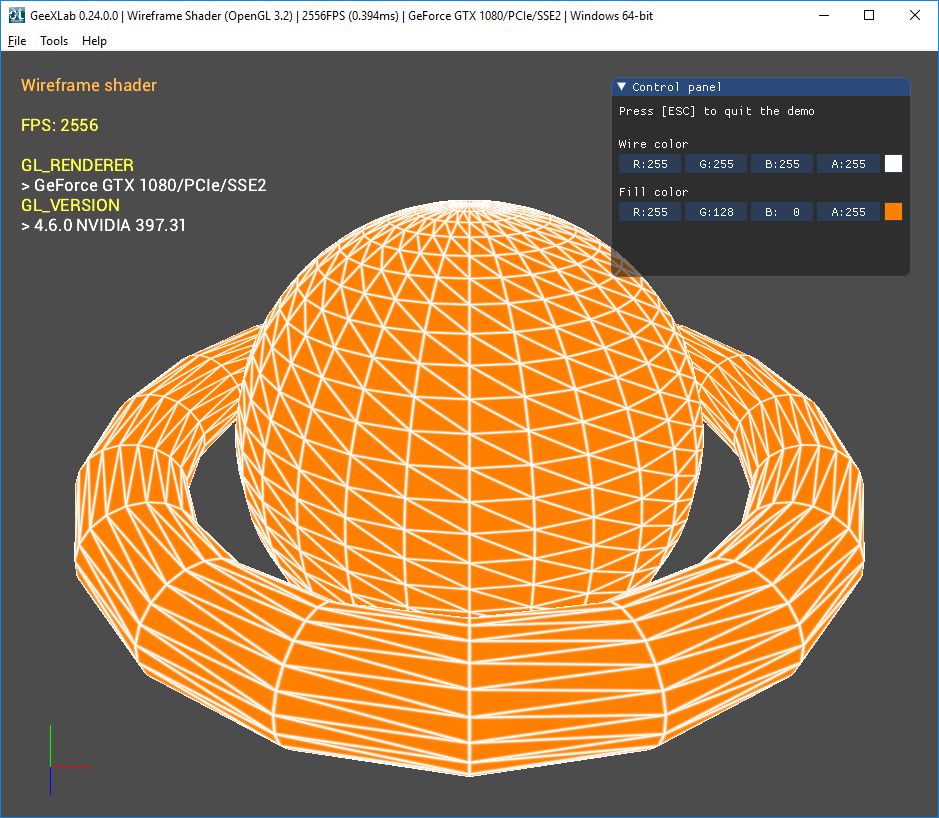 GeeXLab 0.24.0.0 | Wireframe Shader (OpenGL 3.2) | 2556FPS (0.394ms) | GeForce GTX 1080/PCIe/SSE2 | Windows 64-bit
File Tools Help
Wireframe shader
FPS: 2556
GL_RENDERER
> GeForce GTX 1080/PCIe/SSE2
GL_VERSION
> 4.6.0 NVIDIA 397.31
Control panel
Press [ESC] to quit the demo
Wire color
R:255 G:255 B:255 A:255
Fill color
R:255 G:128 B: 0 A:255